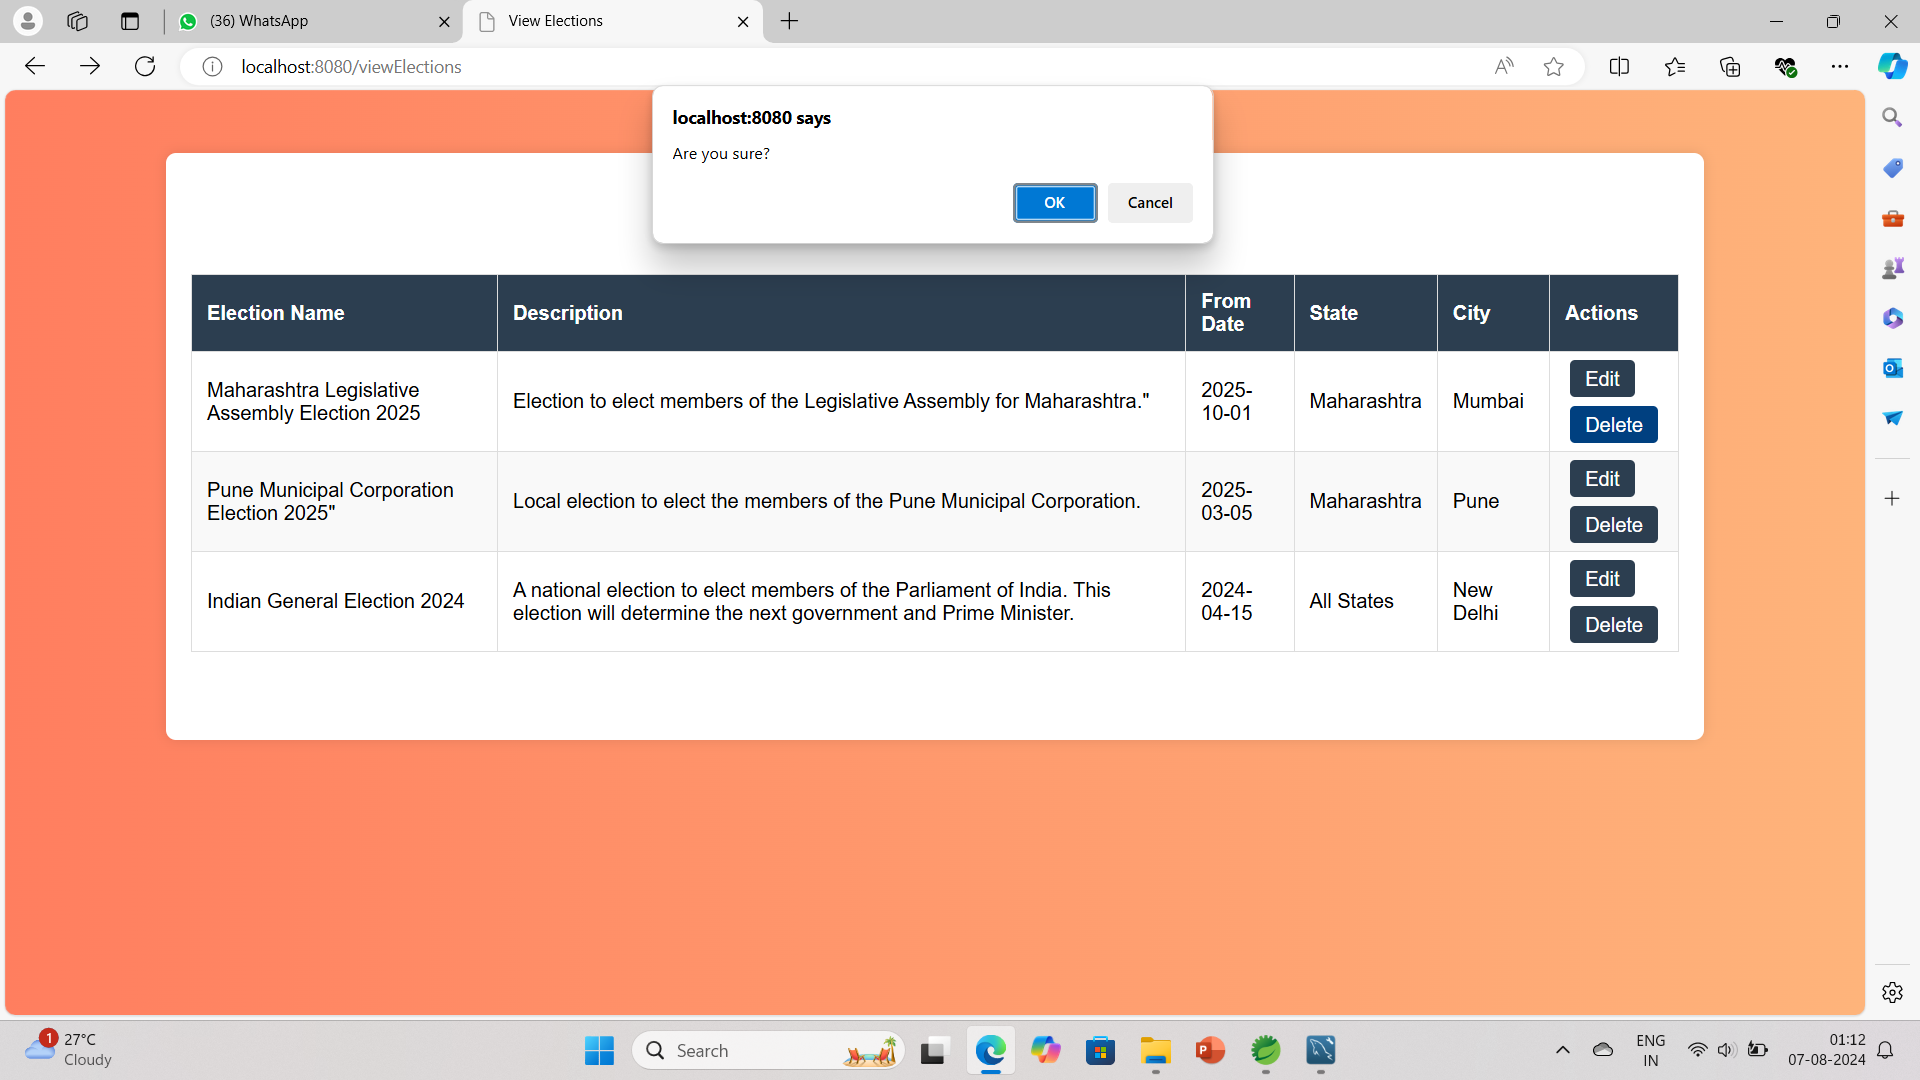 (36) WhatsApp
View Elections
localhost:8080/viewElections
localhost:8080 says
Are you sure?
OK
Cancel
Election Name
Description
From
Date
State
City
Actions
Maharashtra Legislative
Assembly Election 2025
Election to elect members of the Legislative Assembly for Maharashtra."
2025-
10-01
Maharashtra
Mumbai
Edit
Delete
Pune Municipal Corporation
Election 2025"
Local election to elect the members of the Pune Municipal Corporation.
2025-
03-05
Maharashtra
Pune
Edit
Delete
Indian General Election 2024
A national election to elect members of the Parliament of India. This
election will determine the next government and Prime Minister.
2024-
04-15
All States
New
Delhi
Edit
Delete
1
27°C
Cloudy
Search
ENG
IN
01:12
07-08-2024